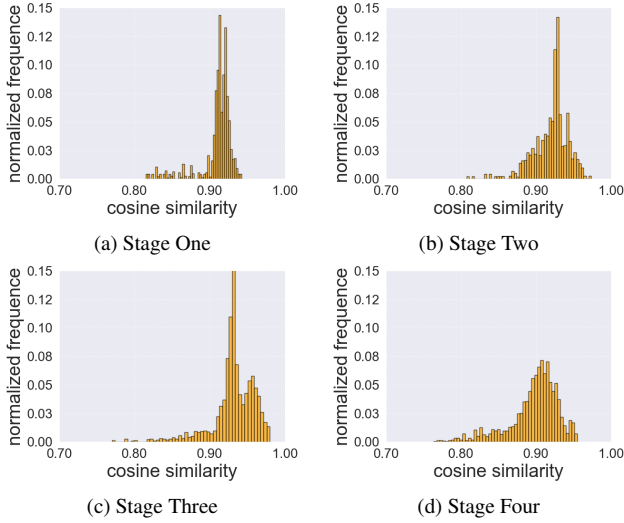 normalized frequence
0.15
0.13
0.10
0.08
0.05
0.03
0.00
0.70 0.80 0.90 1.00
cosine similarity
(a) Stage One
normalized frequence
0.15
0.12
0.10
0.08
0.05
0.03
0.00
0.70 0.80 0.90 1.00
cosine similarity
(b) Stage Two
normalized frequence
0.15
0.12
0.10
0.08
0.05
0.03
0.00
0.70 0.80 0.90 1.00
cosine similarity
(c) Stage Three
normalized frequence
0.15
0.12
0.10
0.08
0.05
0.03
0.00
0.70 0.80 0.90 1.00
cosine similarity
(d) Stage Four